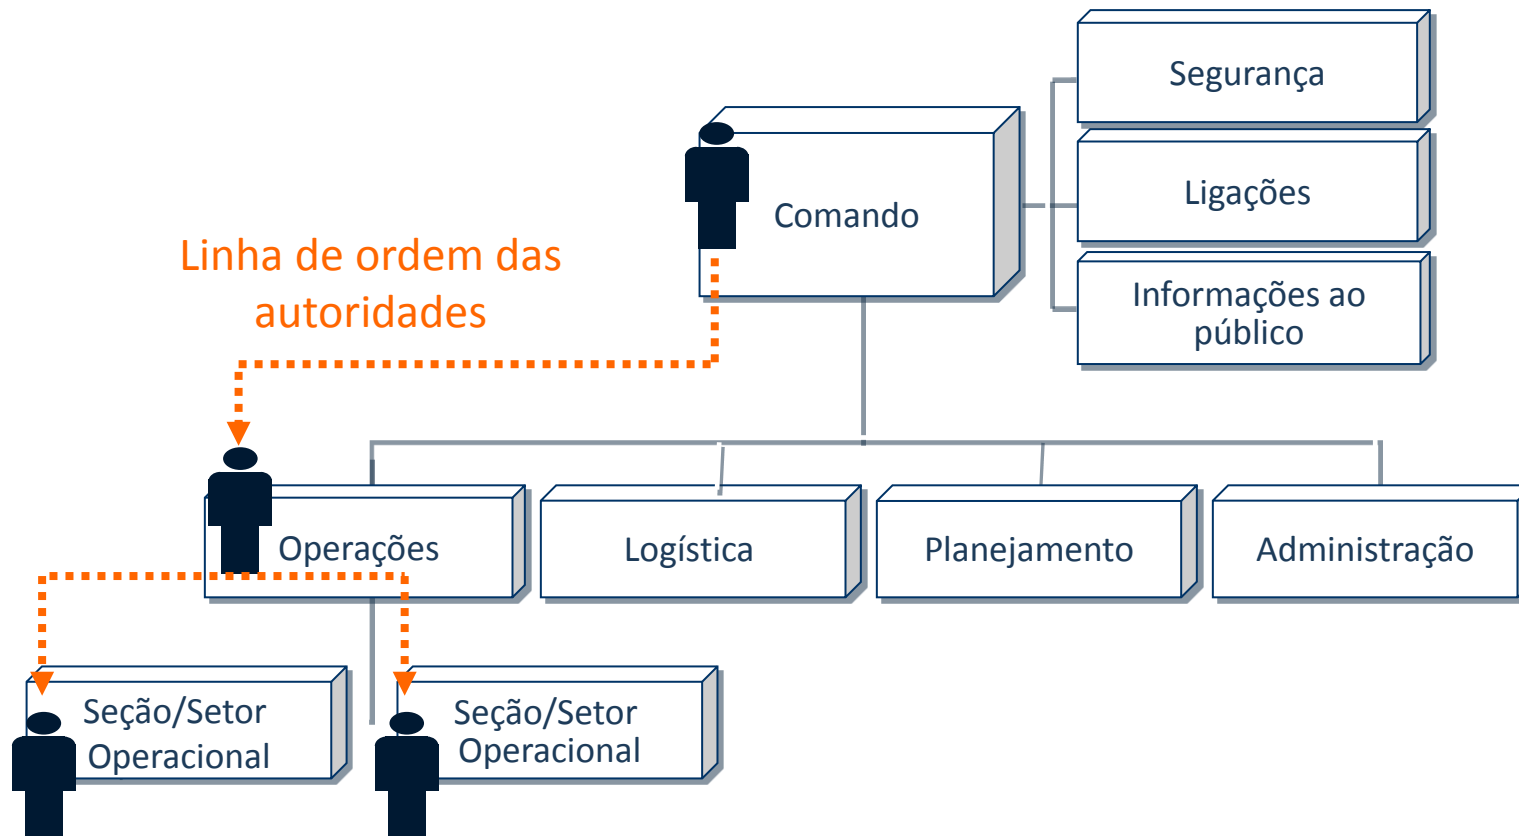 Segurança
Ligações
Comando
Linha de ordem das
autoridades
Informações ao
público
Operações
Logística
Planejamento
Administração
Seção/Setor
Operacional
Seção/Setor
Operacional